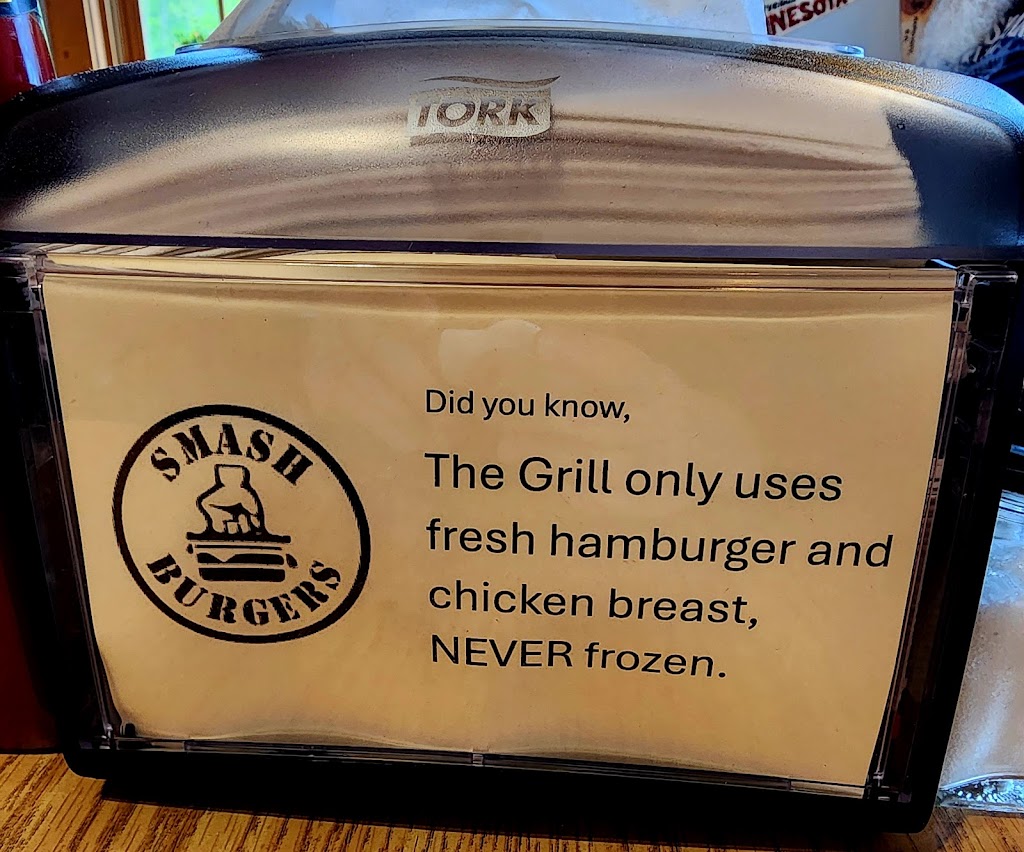 TORK
SMASH
BURGERS
Did you know,
The Grill only uses
fresh hamburger and
chicken breast,
NEVER frozen.